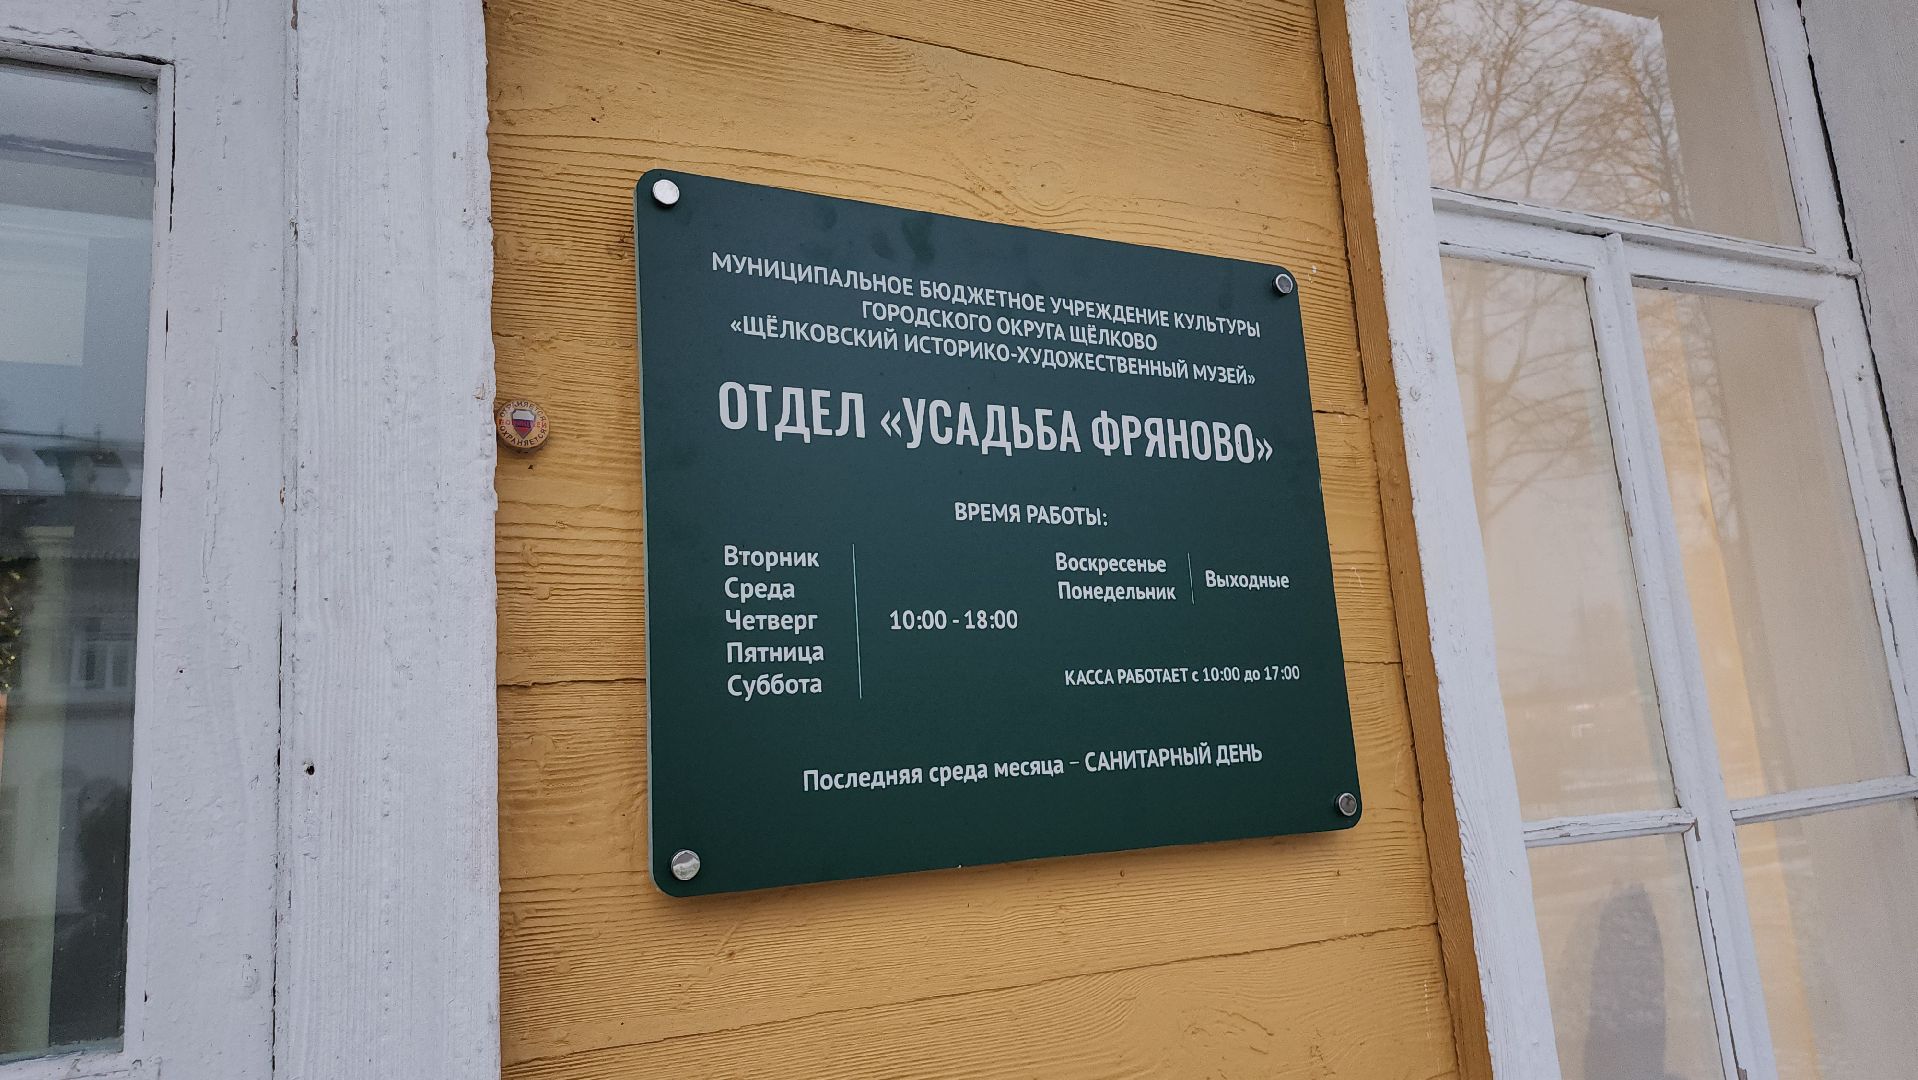 МУНИЦИПАЛЬНОЕ БЮДЖЕТНОЕ УЧРЕЖДЕНИЕ КУЛЬТУРЫ
ГОРОДСКОГО ОКРУГА ЩЁЛКОВО
«ЩЁЛКОВСКИЙ ИСТОРИКО-ХУДОЖЕСТВЕННЫЙ МУЗЕЙ»
ОТДЕЛ «УСАДЬБА ФРЯНОВО»
ВРЕМЯ РАБОТЫ:
Вторник
Среда
Четверг
Пятница
Суббота
10:00 - 18:00
Воскресенье
Понедельник
Выходные
КАССА РАБОТАЕТ с 10:00 до 17:00
Последняя среда месяца – САНИТАРНЫЙ ДЕНЬ
ОХРАНЯЕТСЯ
ОХРАНЯЕТСЯ